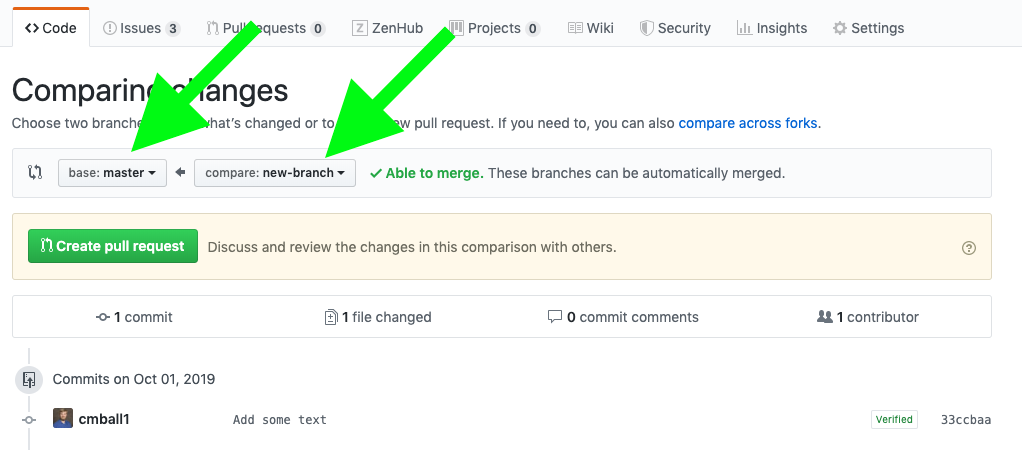 Code Issues 3 Pull Requests 0 ZenHub Projects 0 Wiki Security Insights Settings
Comparing changes
Choose two branches what's changed or to new pull request. If you need to, you can also compare across forks.
base: master compare: new-branch Able to merge. These branches can be automatically merged.
Create pull request Discuss and review the changes in this comparison with others.
1 commit 1 file changed 0 commit comments 1 contributor
Commits on Oct 01, 2019
cmball1 Add some text Verified 33ccbaa